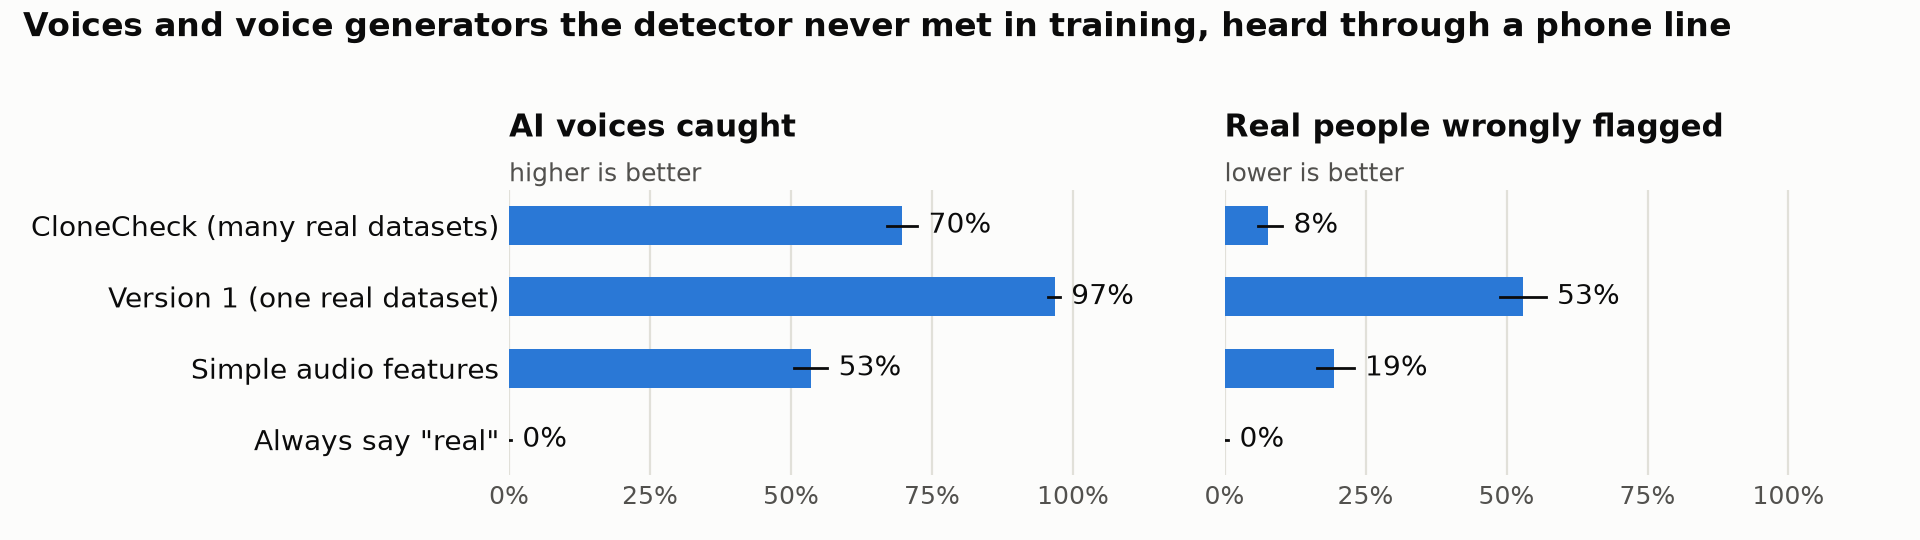 Voices and voice generators the detector never met in training, heard through a phone line
AI voices caught
higher is better
Real people wrongly flagged
lower is better
CloneCheck (many real datasets)
70%
8%
Version 1 (one real dataset)
97%
53%
Simple audio features
53%
19%
Always say "real"
0%
0%
0% 25% 50% 75% 100%
0% 25% 50% 75% 100%